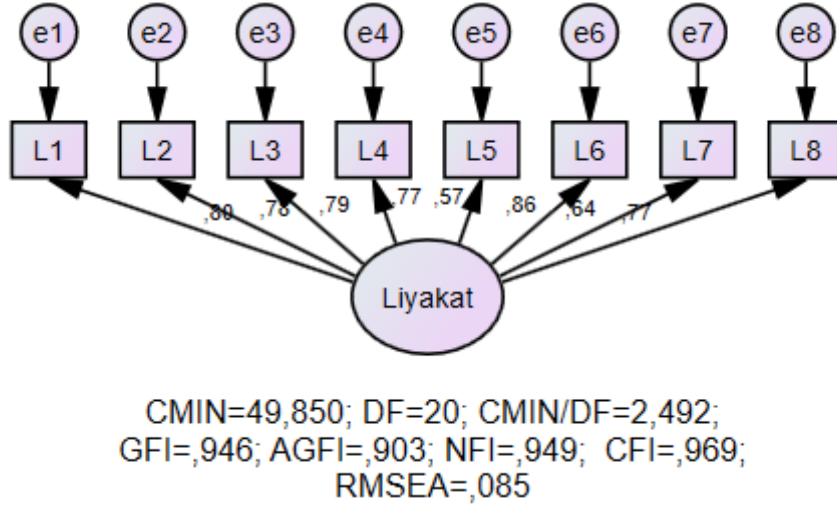 e1 e2 e3 e4 e5 e6 e7 e8
L1 L2 L3 L4 L5 L6 L7 L8
,80 ,78 ,79 ,77 ,57 ,86 ,64 ,77
Liyakat
CMIN=49,850; DF=20; CMIN/DF=2,492;
GFI=,946; AGFI=,903; NFI=,949; CFI=,969;
RMSEA=,085